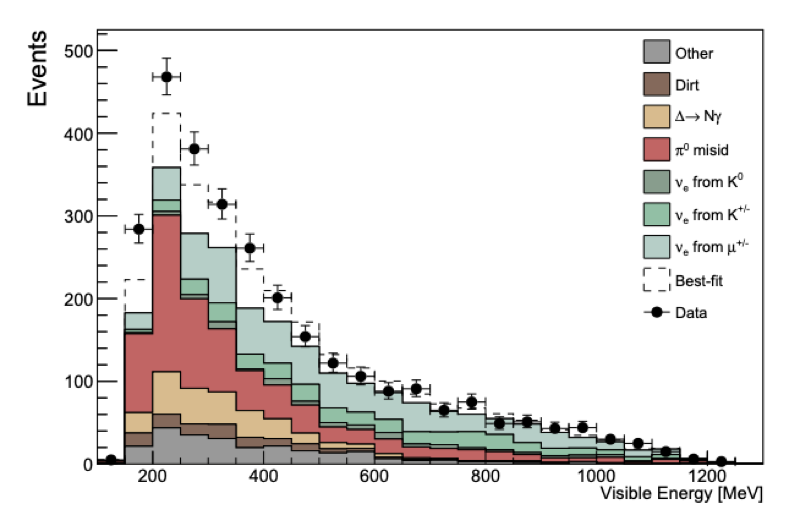 Events
500
400
300
200
100
0
200
400
600
800
1000
1200
Visible Energy [MeV]
Other
Dirt
Δ→ Nγ
π⁰ misid
νₑ from K⁰
νₑ from K⁺/⁻
νₑ from μ⁺/⁻
Best-fit
Data